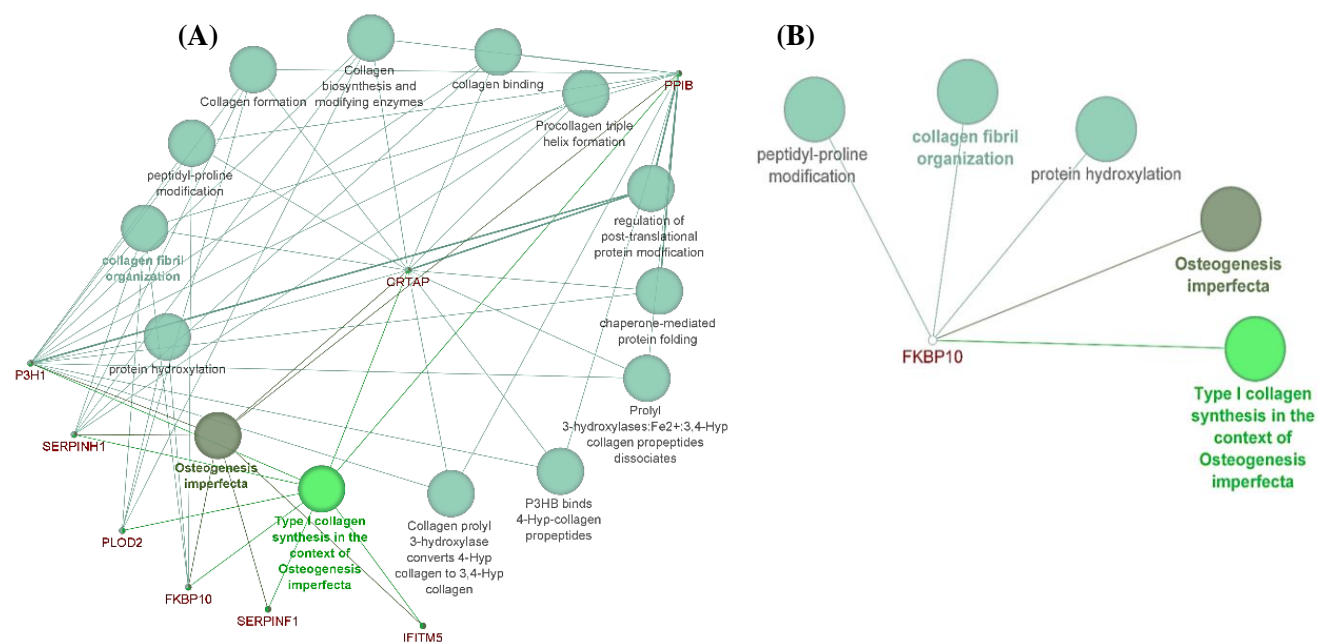 (A)
Collagen formation
Collagen
biosynthesis and
modifying enzymes
collagen binding
PPIB
Procollagen triple
helix formation
peptidyl-proline
modification
regulation of
post-translational
protein modification
collagen fibril
organization
CRTAP
chaperone-mediated
protein folding
protein hydroxylation
P3H1
Prolyl
3-hydroxylases:Fe2+:3,4-Hyp
collagen propeptides
dissociates
SERPINH1
Osteogenesis
imperfecta
P3HB binds
4-Hyp-collagen
propeptides
Type I collagen
synthesis in the
context of
Osteogenesis
imperfecta
Collagen prolyl
3-hydroxylase
converts 4-Hyp
collagen to 3,4-Hyp
collagen
PLOD2
FKBP10
SERPINF1
IFITM5
(B)
peptidyl-proline
modification
collagen fibril
organization
protein hydroxylation
Osteogenesis
imperfecta
FKBP10
Type I collagen
synthesis in the
context of
Osteogenesis
imperfecta